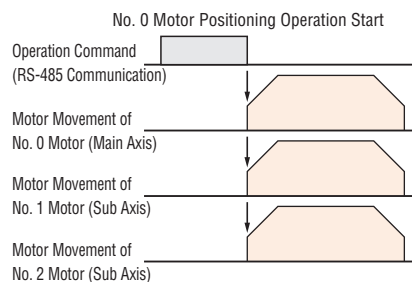 No. 0 Motor Positioning Operation Start
Operation Command
(RS-485 Communication)
Motor Movement of
No. 0 Motor (Main Axis)
Motor Movement of
No. 1 Motor (Sub Axis)
Motor Movement of
No. 2 Motor (Sub Axis)